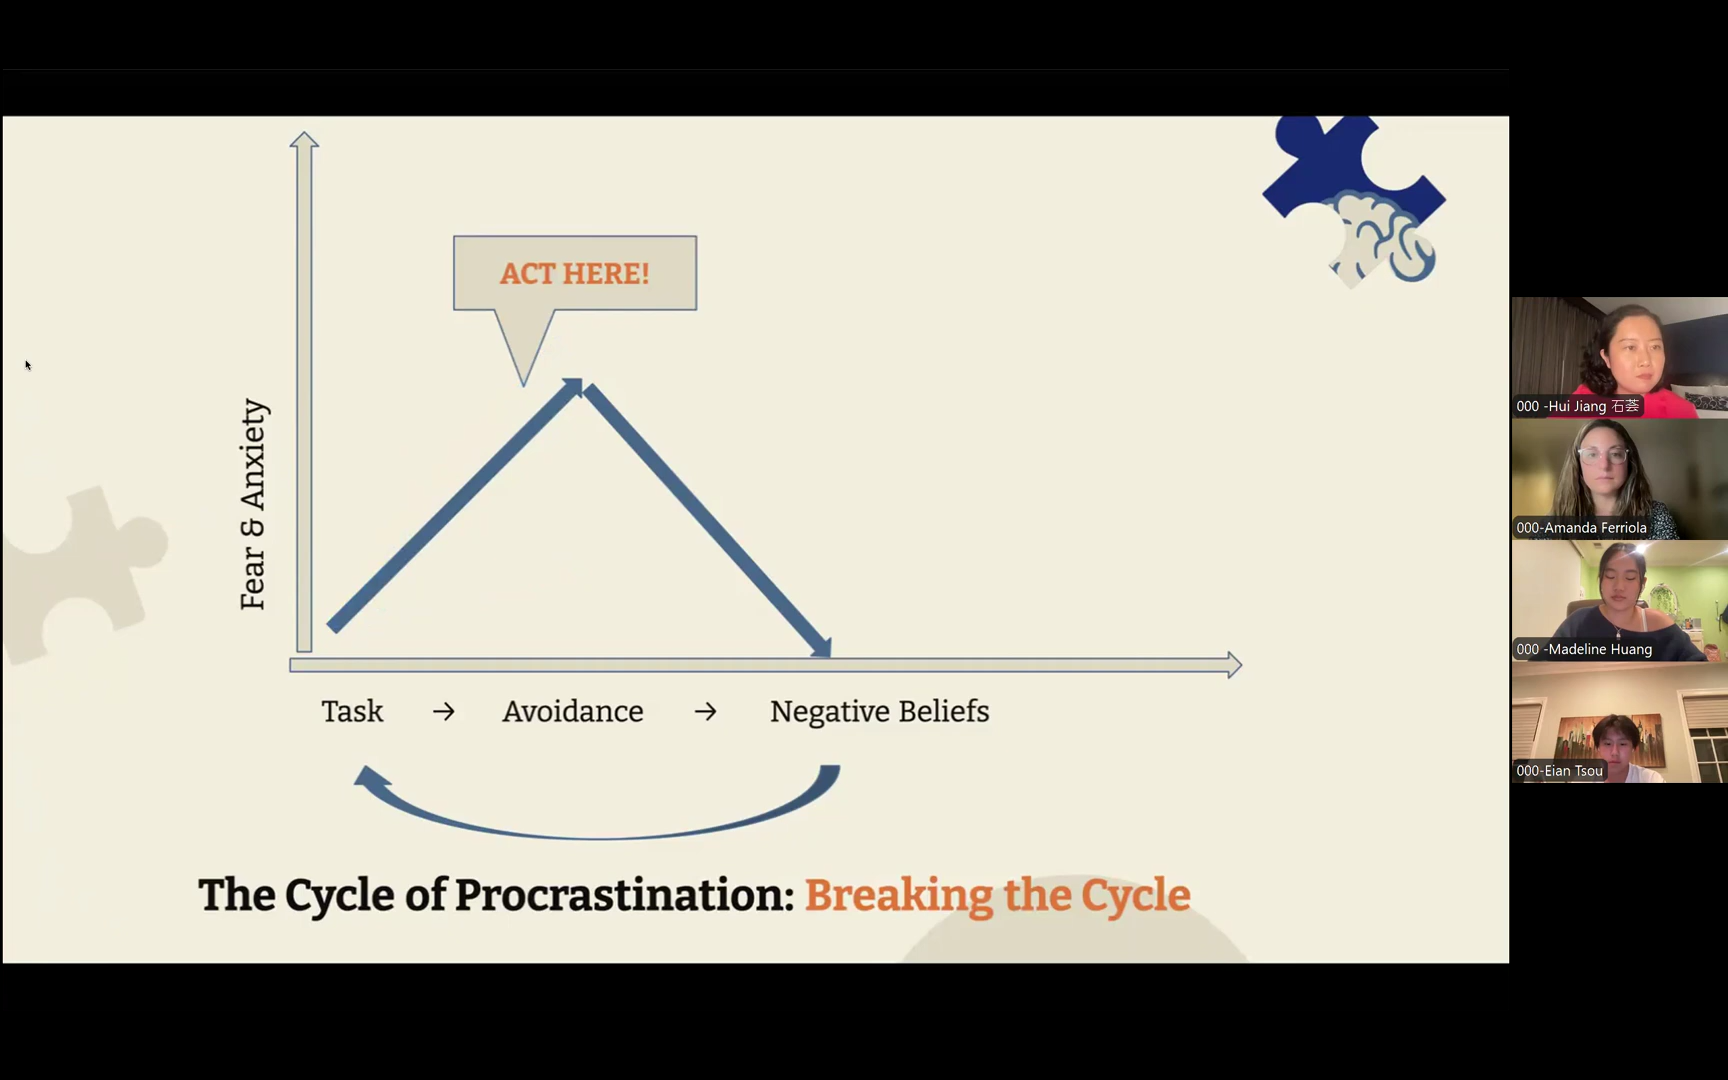 ACT HERE!
Fear & Anxiety
Task → Avoidance → Negative Beliefs
The Cycle of Procrastination: Breaking the Cycle
000 -Hui Jiang 石荟
000-Amanda Ferriola
000 -Madeline Huang
000-Eian Tsou